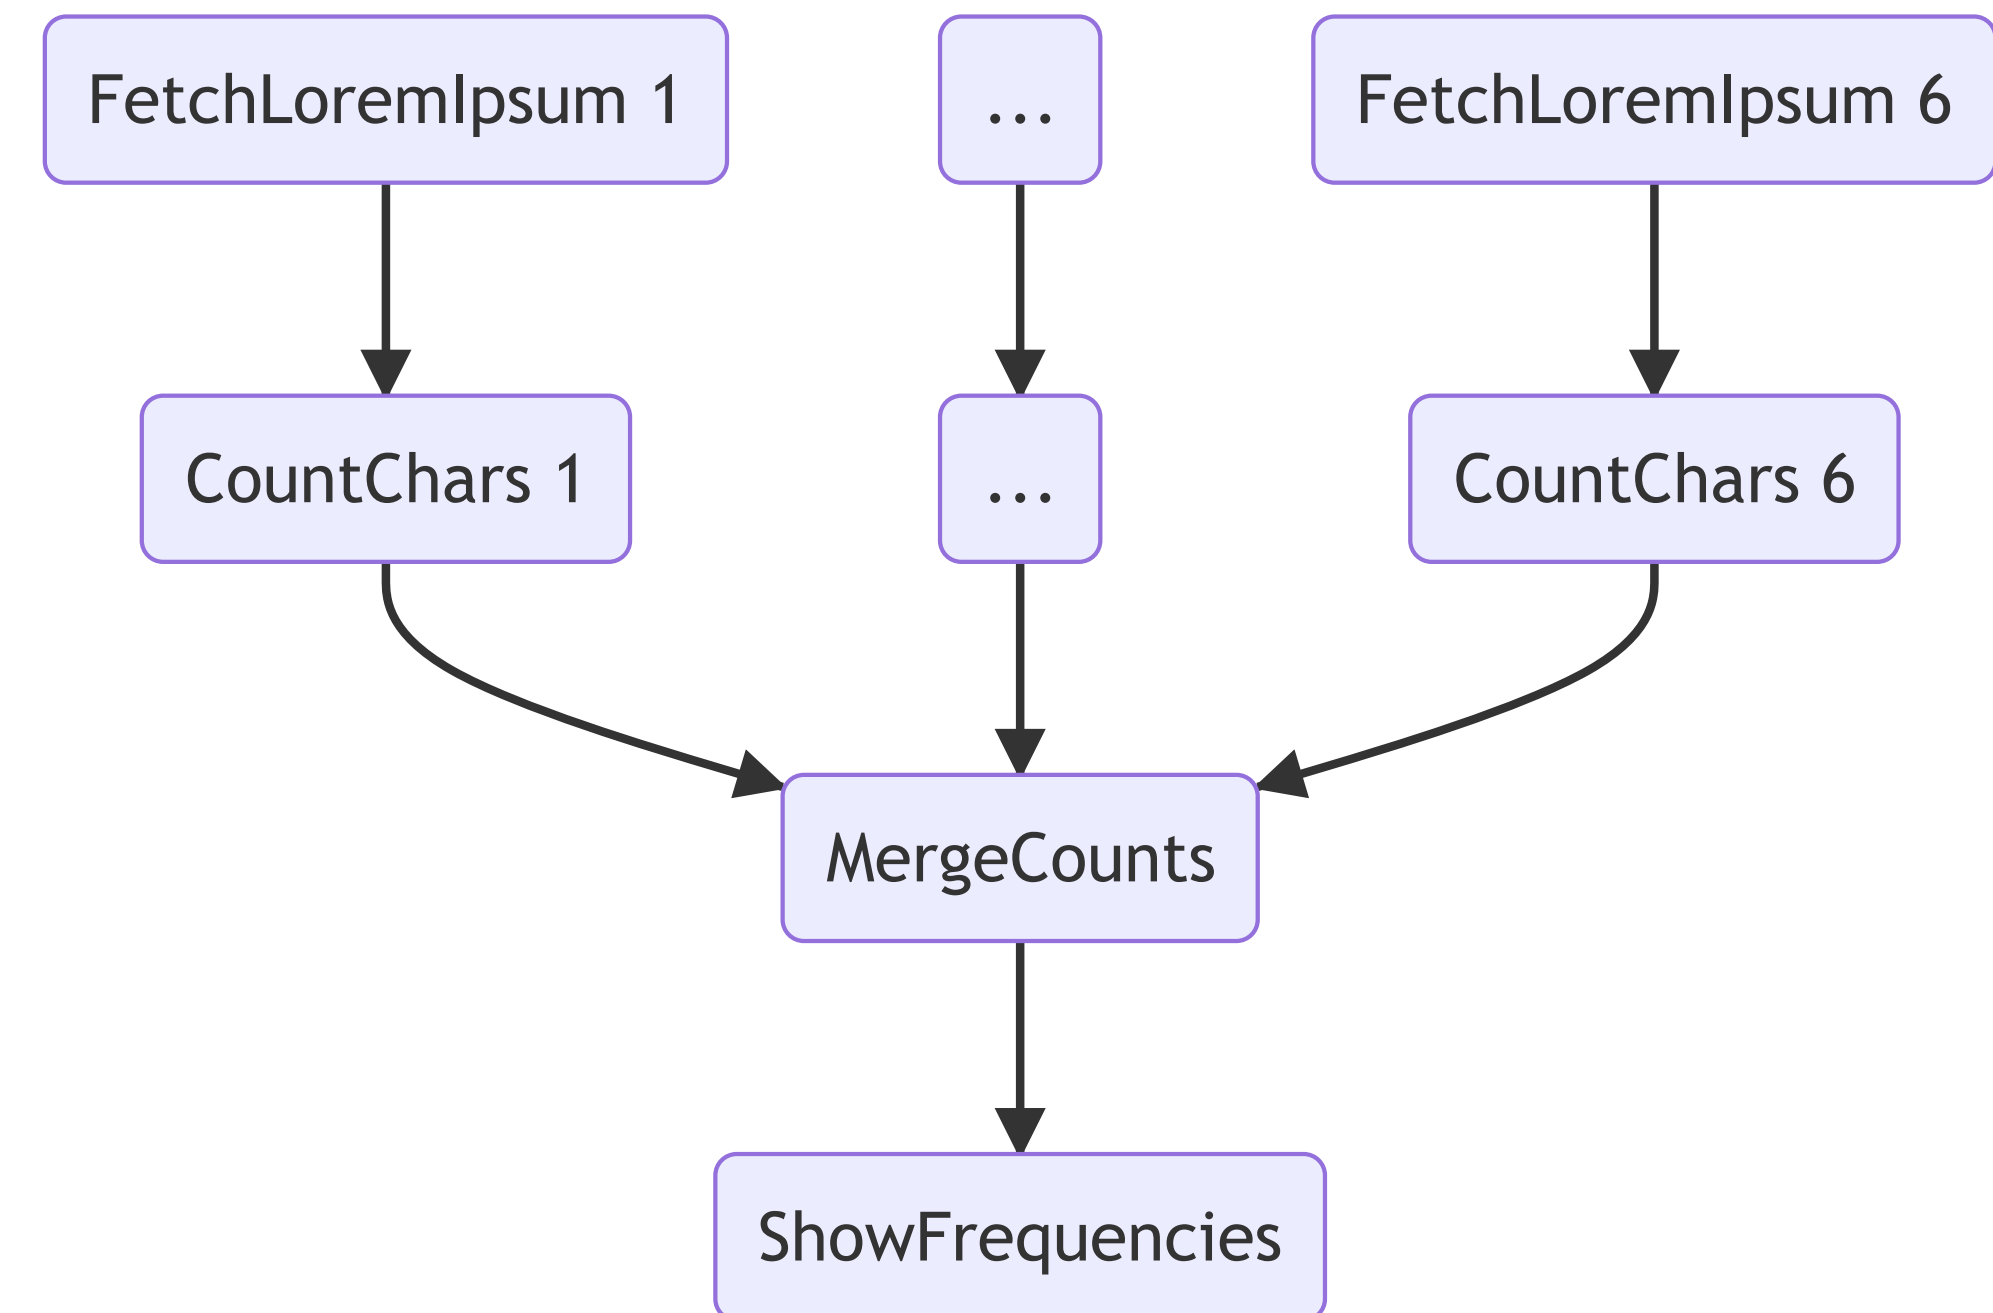 FetchLoremIpsum 1
...
FetchLoremIpsum 6
CountChars 1
...
CountChars 6
MergeCounts
ShowFrequencies